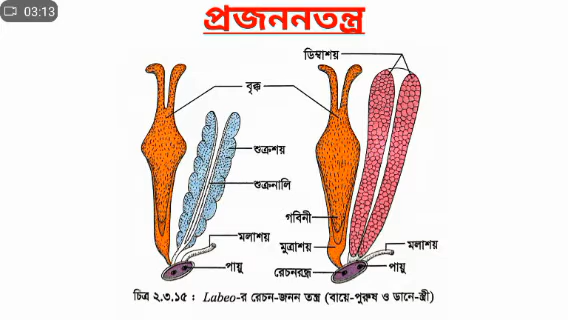 03:13
প্রজননতন্ত্র
ডিম্বাশয়
বৃক্ক
শুক্রাশয়
শুক্রনালি
গবিনী
মলাশয়
মূত্রাশয়
মলাশয়
পায়ু
রেচনরন্ধ্র
পায়ু
চিত্র ২.৩.১৫ : Labeo-র রেচন-জনন তন্ত্র (বায়ে-পুরুষ ও ডানে-স্ত্রী)